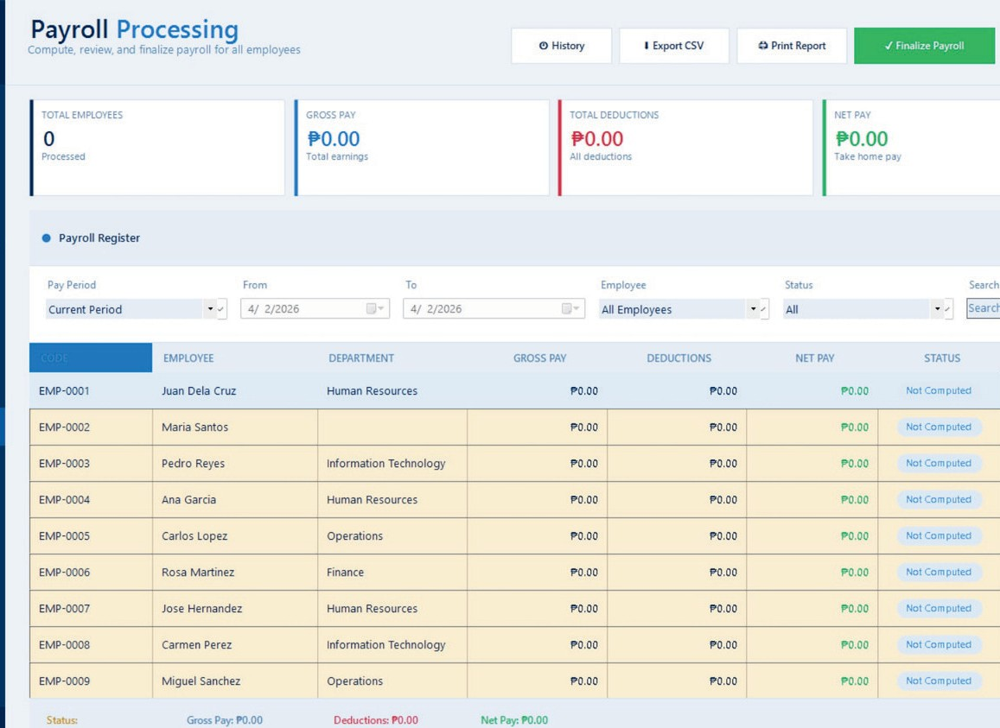 Payroll Processing
Compute, review, and finalize payroll for all employees
History
Export CSV
Print Report
✓ Finalize Payroll
TOTAL EMPLOYEES
0
Processed
GROSS PAY
₱0.00
Total earnings
TOTAL DEDUCTIONS
₱0.00
All deductions
NET PAY
₱0.00
Take home pay
Payroll Register
Pay Period From To Employee Status Search
Current Period 4/ 2/2026 4/ 2/2026 All Employees All Search
CODE EMPLOYEE DEPARTMENT GROSS PAY DEDUCTIONS NET PAY STATUS
EMP-0001 Juan Dela Cruz Human Resources ₱0.00 ₱0.00 ₱0.00 Not Computed
EMP-0002 Maria Santos ₱0.00 ₱0.00 ₱0.00 Not Computed
EMP-0003 Pedro Reyes Information Technology ₱0.00 ₱0.00 ₱0.00 Not Computed
EMP-0004 Ana Garcia Human Resources ₱0.00 ₱0.00 ₱0.00 Not Computed
EMP-0005 Carlos Lopez Operations ₱0.00 ₱0.00 ₱0.00 Not Computed
EMP-0006 Rosa Martinez Finance ₱0.00 ₱0.00 ₱0.00 Not Computed
EMP-0007 Jose Hernandez Human Resources ₱0.00 ₱0.00 ₱0.00 Not Computed
EMP-0008 Carmen Perez Information Technology ₱0.00 ₱0.00 ₱0.00 Not Computed
EMP-0009 Miguel Sanchez Operations ₱0.00 ₱0.00 ₱0.00 Not Computed
Status: Gross Pay: ₱0.00 Deductions: ₱0.00 Net Pay: ₱0.00